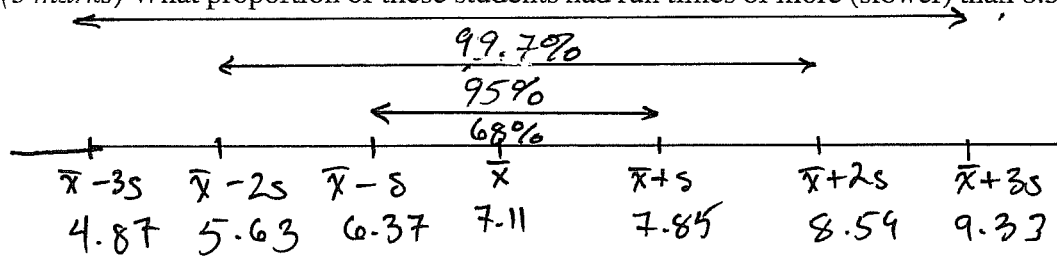 (5 marks) What proportion of these students had run times of more (slower) than 8.5
99.7%
95%
68%
x̄-3s x̄-2s x̄-s x̄ x̄+s x̄+2s x̄+3s
4.87 5.63 6.37 7.11 7.85 8.59 9.33